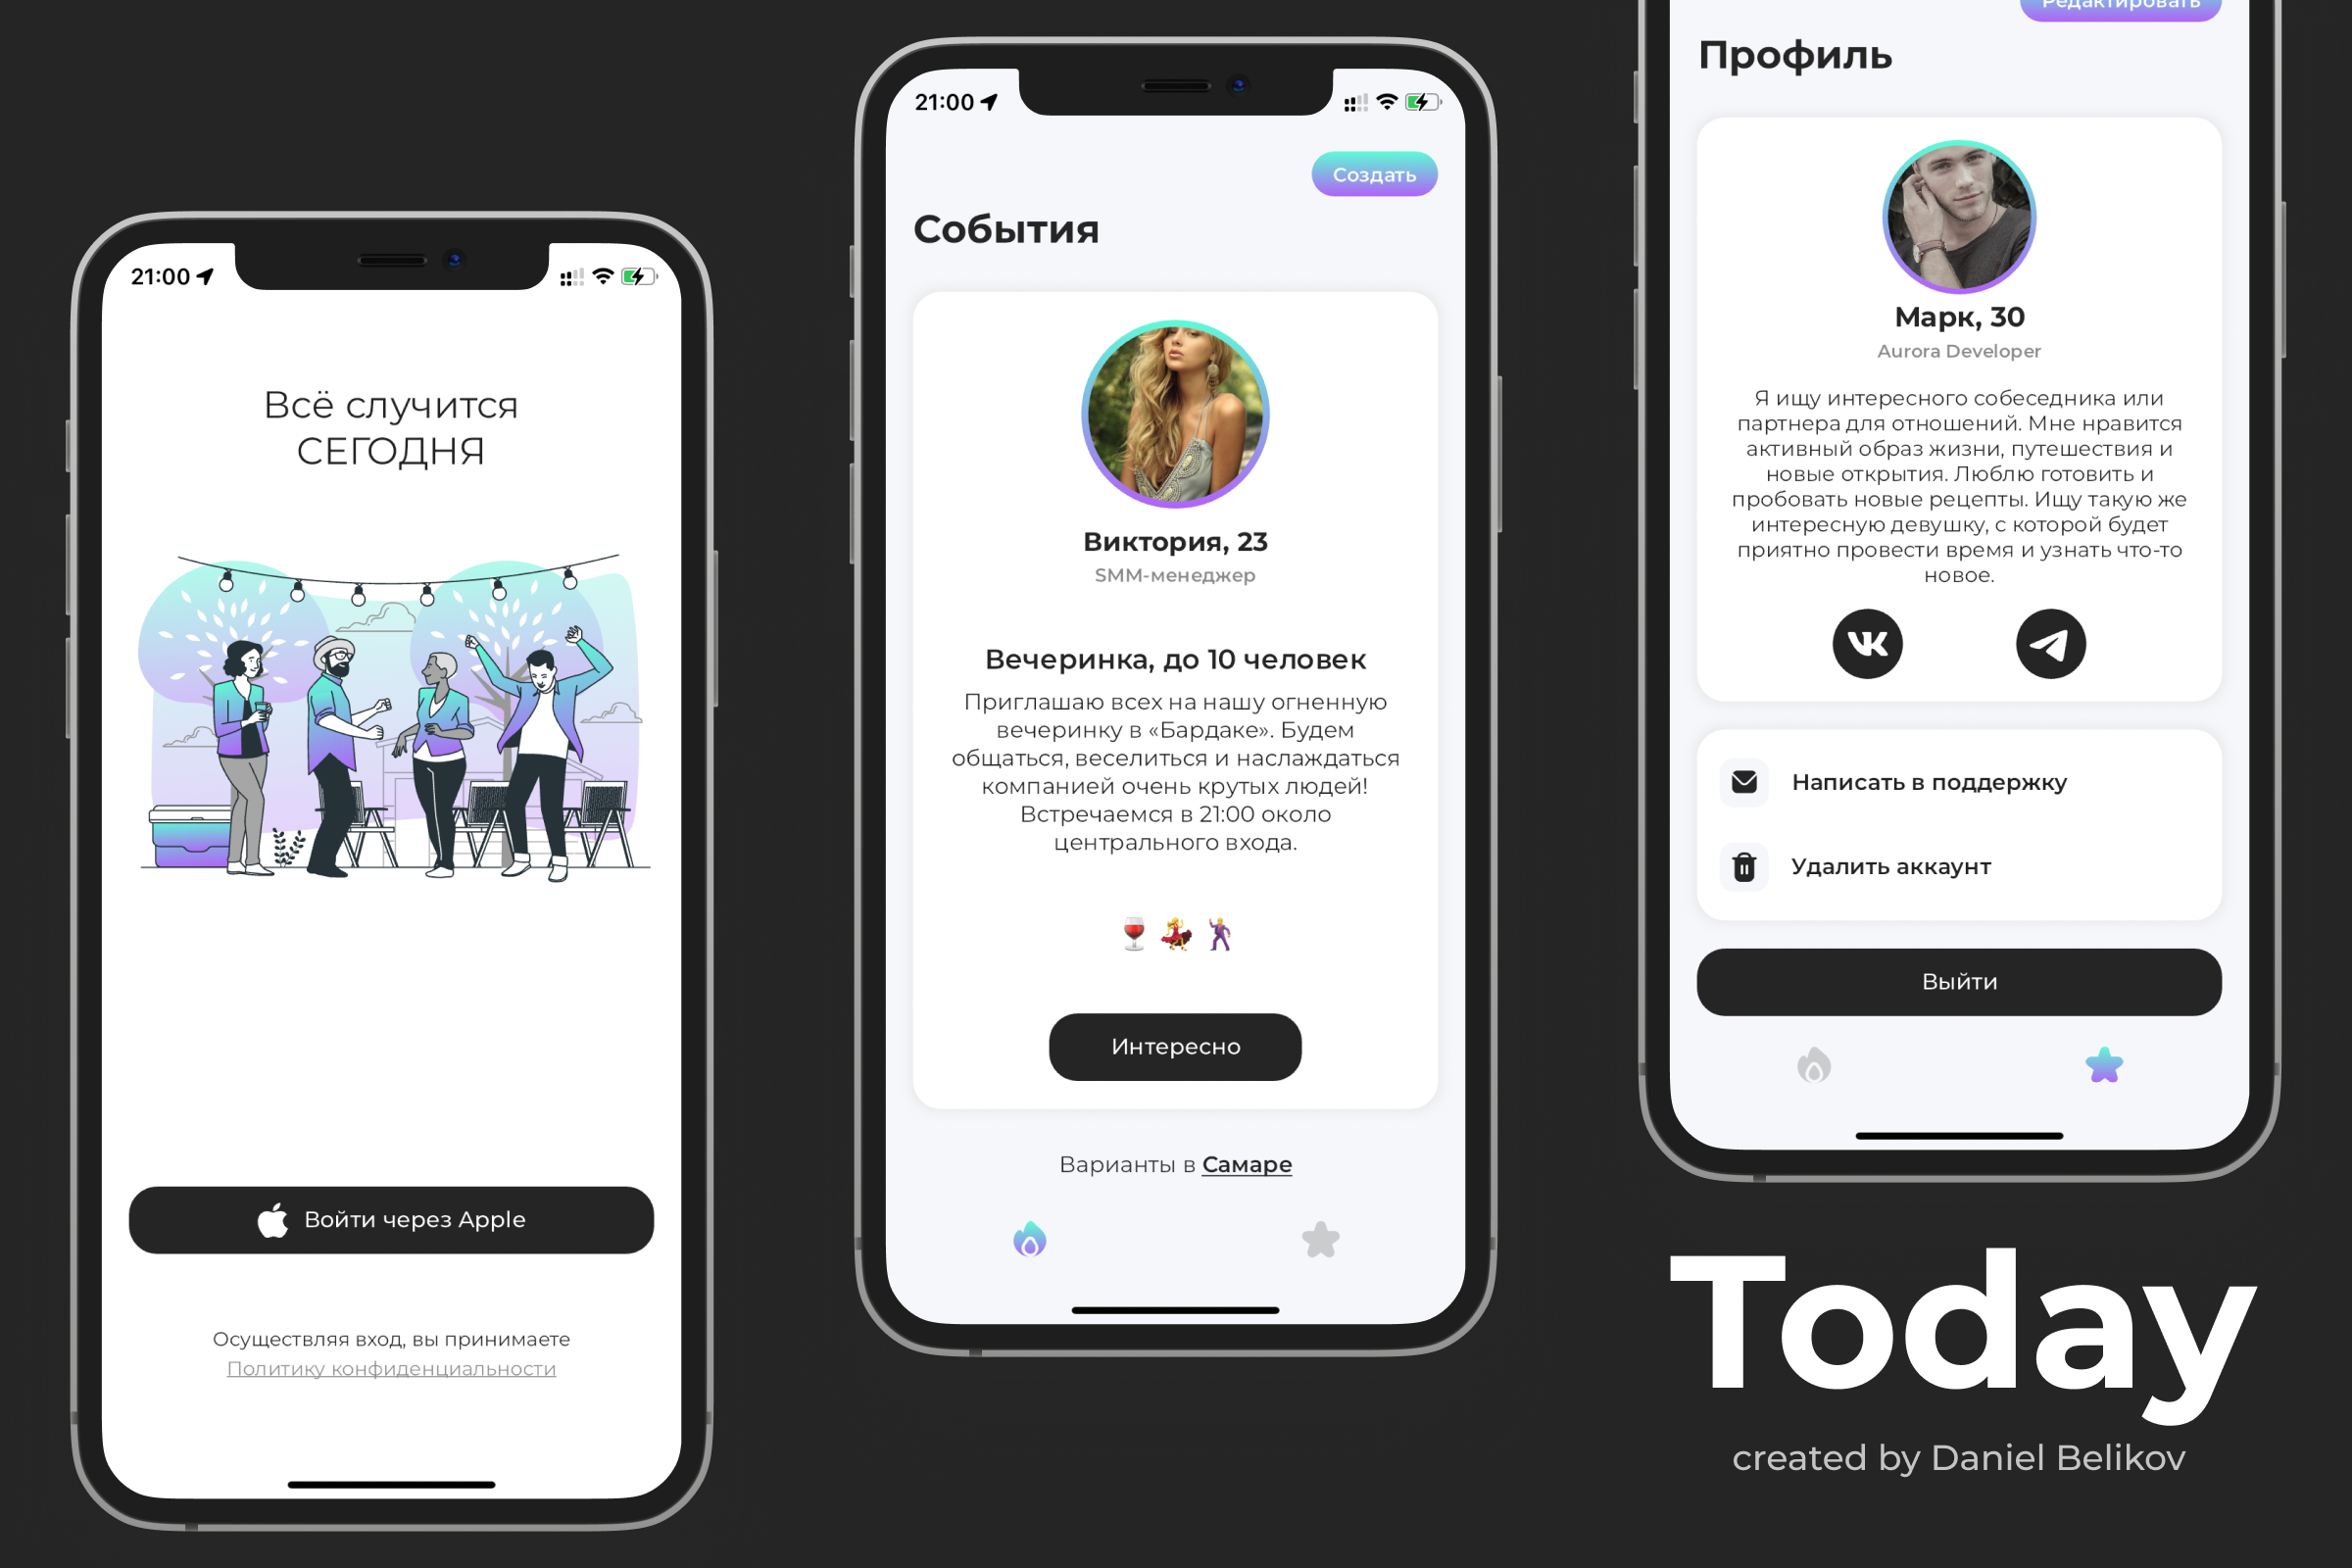 21:00
Всё случится
СЕГОДНЯ
Войти через Apple
Осуществляя вход, вы принимаете
Политику конфиденциальности
21:00
Создать
События
Виктория, 23
SMM-менеджер
Вечеринка, до 10 человек
Приглашаю всех на нашу огненную
вечеринку в «Бардаке». Будем
общаться, веселиться и наслаждаться
компанией очень крутых людей!
Встречаемся в 21:00 около
центрального входа.
Интересно
Варианты в Самаре
Редактировать
Профиль
Марк, 30
Aurora Developer
Я ищу интересного собеседника или
партнера для отношений. Мне нравится
активный образ жизни, путешествия и
новые открытия. Люблю готовить и
пробовать новые рецепты. Ищу такую же
интересную девушку, с которой будет
приятно провести время и узнать что-то
новое.
Написать в поддержку
Удалить аккаунт
Выйти
Today
created by Daniel Belikov